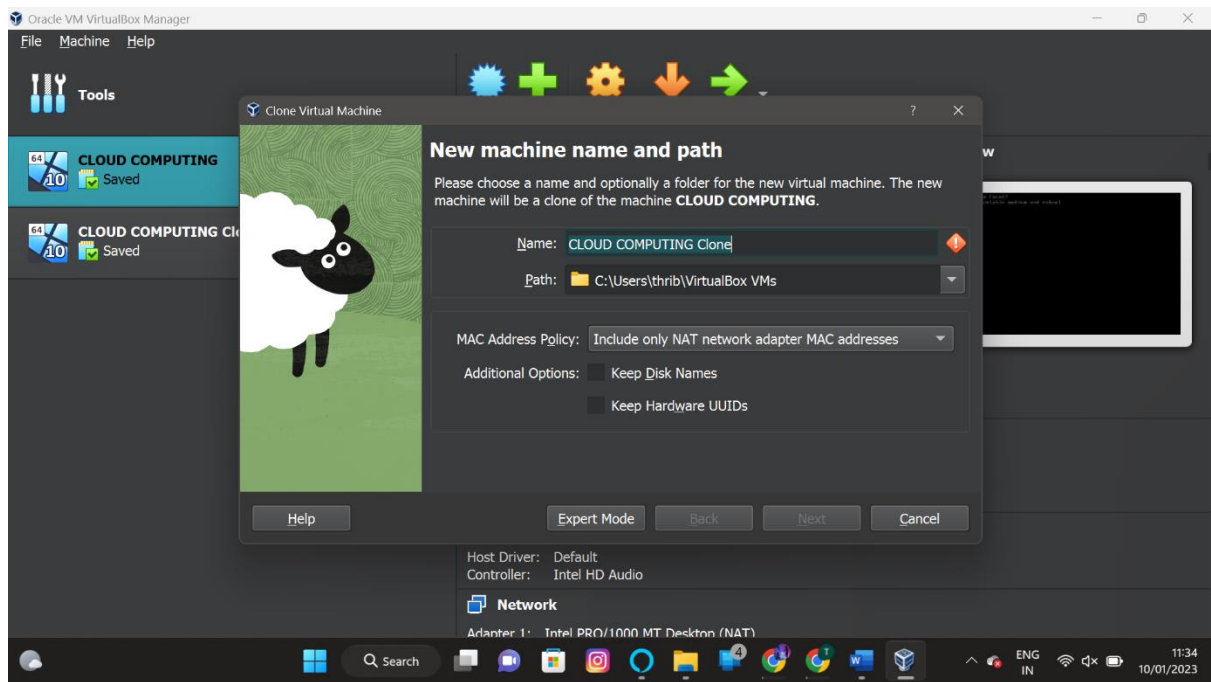 Oracle VM VirtualBox Manager
File Machine Help
Tools
Clone Virtual Machine
64
10
CLOUD COMPUTING
Saved
64
10
CLOUD COMPUTING Cl
Saved
New machine name and path
Please choose a name and optionally a folder for the new virtual machine. The new
machine will be a clone of the machine CLOUD COMPUTING.
Name: CLOUD COMPUTING Clone
Path: C:\Users\thrib\VirtualBox VMs
MAC Address Policy: Include only NAT network adapter MAC addresses
Additional Options: Keep Disk Names
Keep Hardware UUIDs
Help Expert Mode Back Next Cancel
w
Host Driver: Default
Controller: Intel HD Audio
Network
Adapter 1: Intel PRO/1000 MT Desktop (NAT)
Search
4
T
ENG
IN
11:34
10/01/2023